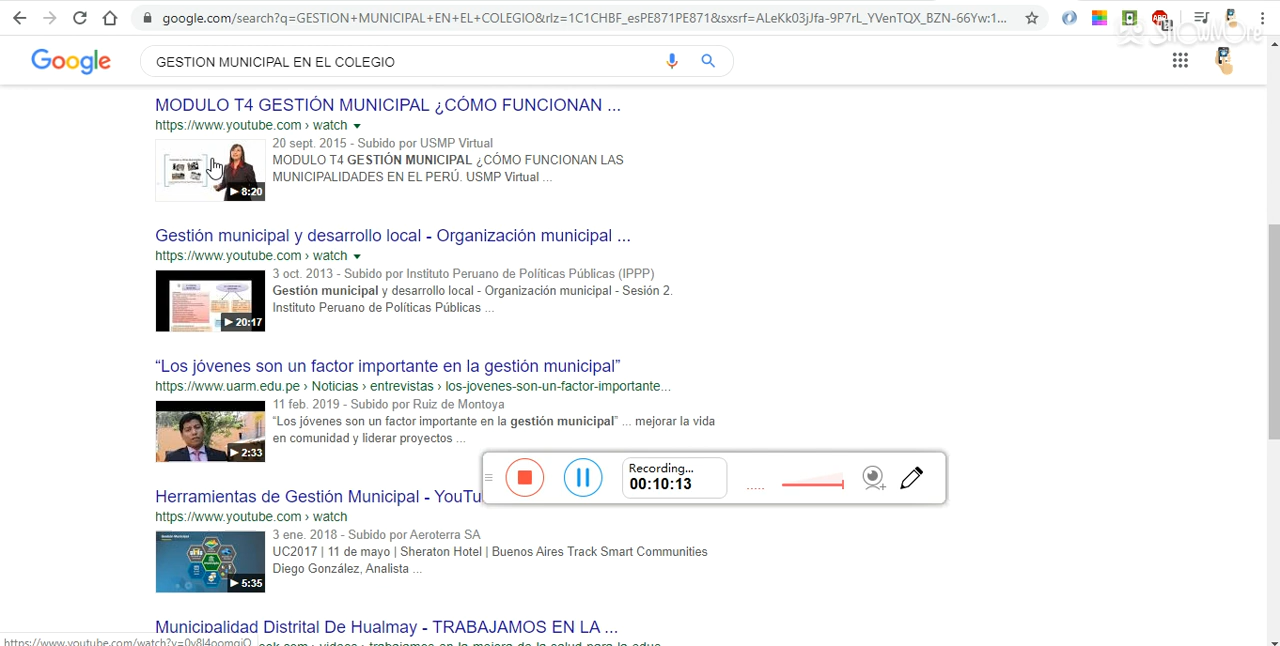 google.com/search?q=GESTION+MUNICIPAL+EN+EL+COLEGIO&rlz=1C1CHBF_esPE871PE871&sxsrf=ALeKk03jJfa-9P7rL_YVenTQX_BZN-66Yw:1...
ShowMore
Google
GESTION MUNICIPAL EN EL COLEGIO
MODULO T4 GESTIÓN MUNICIPAL ¿CÓMO FUNCIONAN ...
https://www.youtube.com › watch
20 sept. 2015 - Subido por USMP Virtual
MODULO T4 GESTIÓN MUNICIPAL ¿CÓMO FUNCIONAN LAS
MUNICIPALIDADES EN EL PERÚ. USMP Virtual ...
8:20
Gestión municipal y desarrollo local - Organización municipal ...
https://www.youtube.com › watch
3 oct. 2013 - Subido por Instituto Peruano de Políticas Públicas (IPPP)
Gestión municipal y desarrollo local - Organización municipal - Sesión 2.
Instituto Peruano de Políticas Públicas ...
20:17
“Los jóvenes son un factor importante en la gestión municipal”
https://www.uarm.edu.pe › Noticias › entrevistas › los-jovenes-son-un-factor-importante...
11 feb. 2019 - Subido por Ruiz de Montoya
“Los jóvenes son un factor importante en la gestión municipal” ... mejorar la vida
en comunidad y liderar proyectos ...
2:33
Recording...
00:10:13
Herramientas de Gestión Municipal - YouTu
https://www.youtube.com › watch
3 ene. 2018 - Subido por Aeroterra SA
UC2017 | 11 de mayo | Sheraton Hotel | Buenos Aires Track Smart Communities
Diego González, Analista ...
5:35
Municipalidad Distrital De Hualmay - TRABAJAMOS EN LA ...